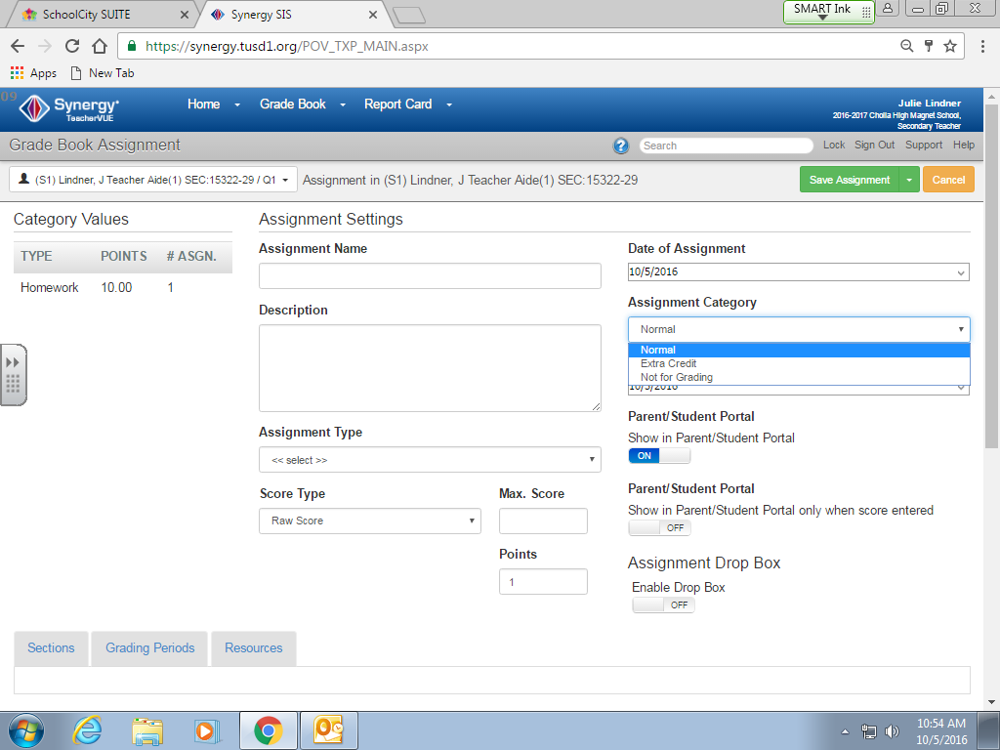 SchoolCity SUITE
Synergy SIS
SMART Ink
https://synergy.tusd1.org/POV_TXP_MAIN.aspx
Apps
New Tab
09
Synergy
TeacherVUE
Home
Grade Book
Report Card
Julie Lindner
2016-2017 Cholla High Magnet School,
Secondary Teacher
Grade Book Assignment
?
Search
Lock
Sign Out
Support
Help
(S1) Lindner, J Teacher Aide(1) SEC:15322-29 / Q1
Assignment in (S1) Lindner, J Teacher Aide(1) SEC:15322-29
Save Assignment
Cancel
Category Values
TYPE POINTS # ASGN.
Homework 10.00 1
Assignment Settings
Assignment Name
Description
Assignment Type
<< select >>
Score Type
Raw Score
Max. Score
Points
1
Date of Assignment
10/5/2016
Assignment Category
Normal
Normal
Extra Credit
Not for Grading
10/5/2016
Parent/Student Portal
Show in Parent/Student Portal
ON
Parent/Student Portal
Show in Parent/Student Portal only when score entered
OFF
Assignment Drop Box
Enable Drop Box
OFF
Sections
Grading Periods
Resources
10:54 AM
10/5/2016